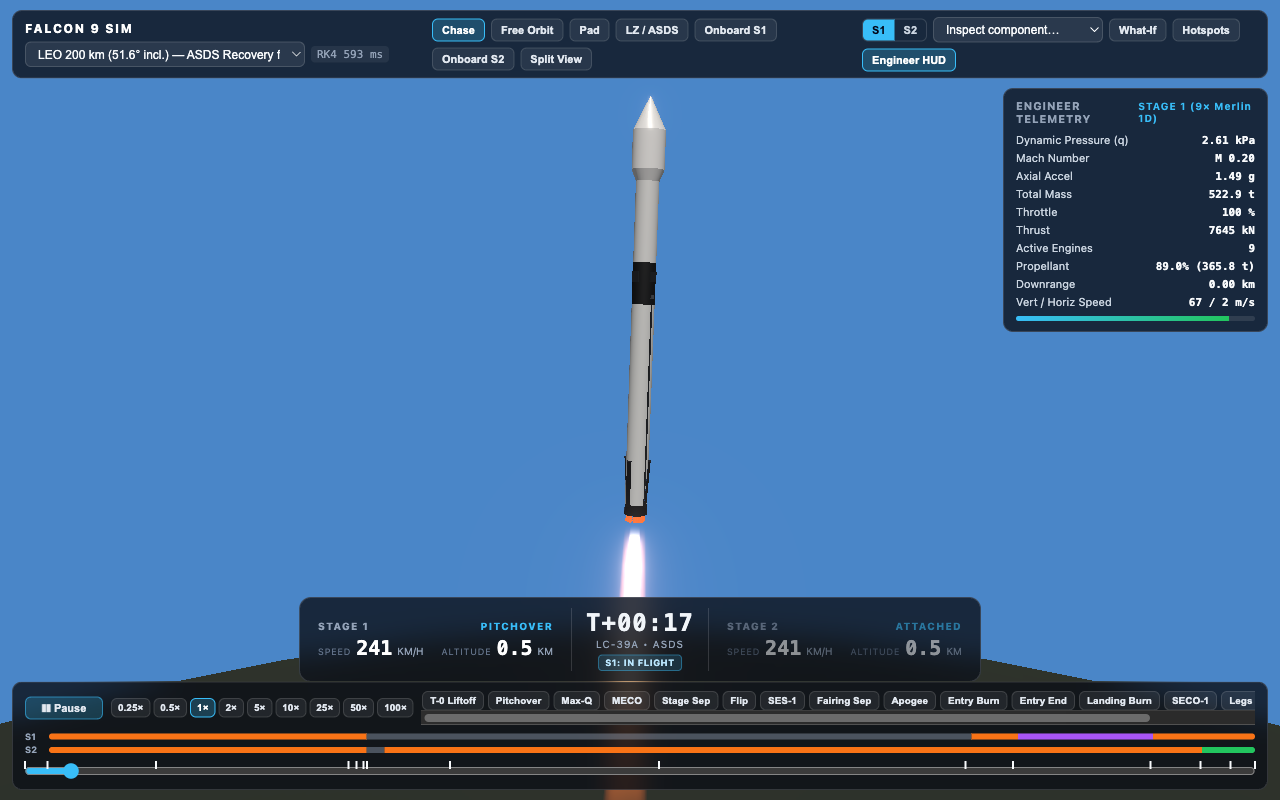 FALCON 9 SIM
LEO 200 km (51.6° incl.) — ASDS Recovery f
RK4 593 ms
Chase
Free Orbit
Pad
LZ / ASDS
Onboard S1
Onboard S2
Split View
S1
S2
Inspect component…
What-If
Hotspots
Engineer HUD
ENGINEER TELEMETRY
STAGE 1 (9× Merlin 1D)
Dynamic Pressure (q) 2.61 kPa
Mach Number M 0.20
Axial Accel 1.49 g
Total Mass 522.9 t
Throttle 100 %
Thrust 7645 kN
Active Engines 9
Propellant 89.0% (365.8 t)
Downrange 0.00 km
Vert / Horiz Speed 67 / 2 m/s
STAGE 1 PITCHOVER
SPEED 241 KM/H ALTITUDE 0.5 KM
T+00:17
LC-39A • ASDS
S1: IN FLIGHT
STAGE 2 ATTACHED
SPEED 241 KM/H ALTITUDE 0.5 KM
Pause
0.25×
0.5×
1×
2×
5×
10×
25×
50×
100×
T-0 Liftoff
Pitchover
Max-Q
MECO
Stage Sep
Flip
SES-1
Fairing Sep
Apogee
Entry Burn
Entry End
Landing Burn
SECO-1
Legs
S1
S2